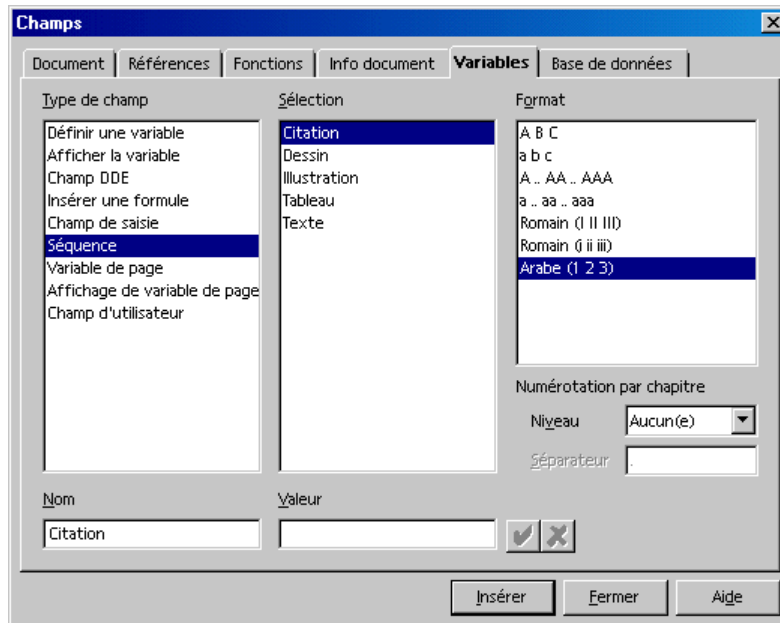 Champs
Document Références Fonctions Info document Variables Base de données
Type de champ
Définir une variable
Afficher la variable
Champ DDE
Insérer une formule
Champ de saisie
Séquence
Variable de page
Affichage de variable de page
Champ d'utilisateur
Sélection
Citation
Dessin
Illustration
Tableau
Texte
Format
A B C
a b c
A .. AA .. AAA
a .. aa .. aaa
Romain (I II III)
Romain (i ii iii)
Arabe (1 2 3)
Numérotation par chapitre
Niveau Aucun(e)
Séparateur .
Nom
Citation
Valeur
Insérer Fermer Aide